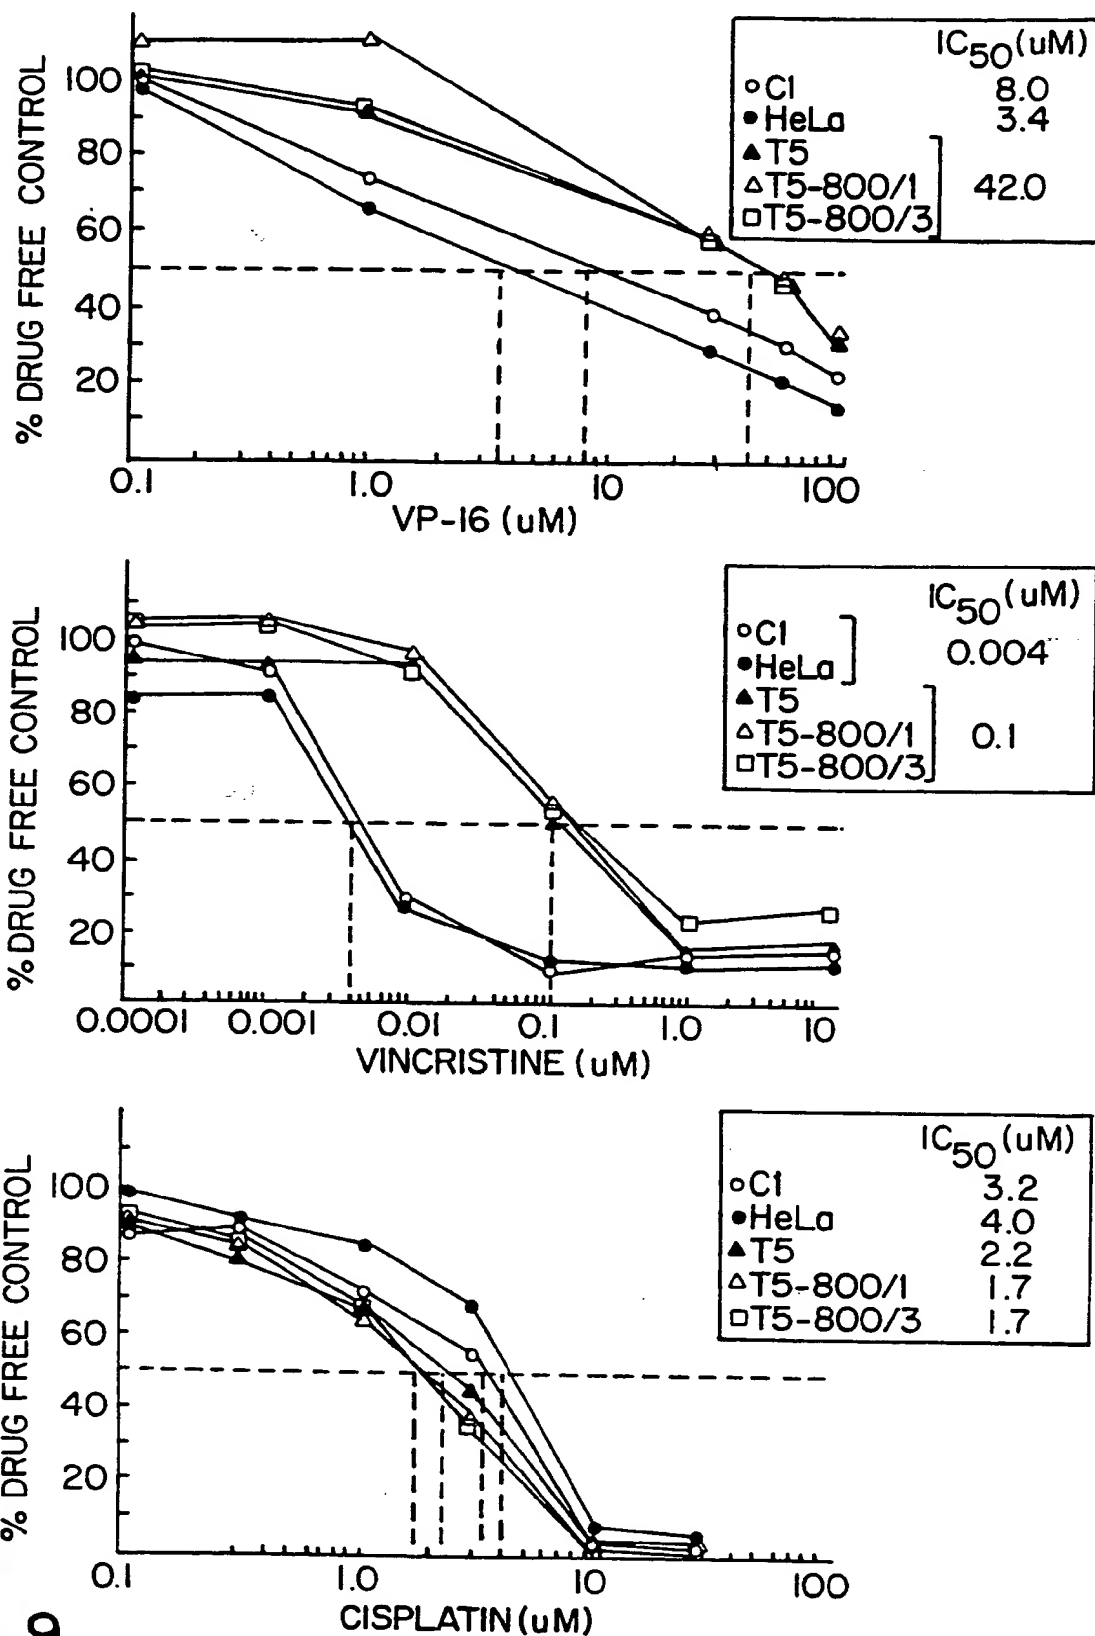 % DRUG FREE CONTROL
100
80
60
40
20
0.1 1.0 10 100
VP-16 (uM)
IC50 (uM)
C1 8.0
HeLa 3.4
T5
T5-800/1 42.0
T5-800/3
% DRUG FREE CONTROL
100
80
60
40
20
0.0001 0.001 0.01 0.1 1.0 10
VINCRISTINE (uM)
IC50 (uM)
C1
HeLa 0.004
T5
T5-800/1 0.1
T5-800/3
% DRUG FREE CONTROL
100
80
60
40
20
0.1 1.0 10 100
CISPLATIN (uM)
IC50 (uM)
C1 3.2
HeLa 4.0
T5 2.2
T5-800/1 1.7
T5-800/3 1.7